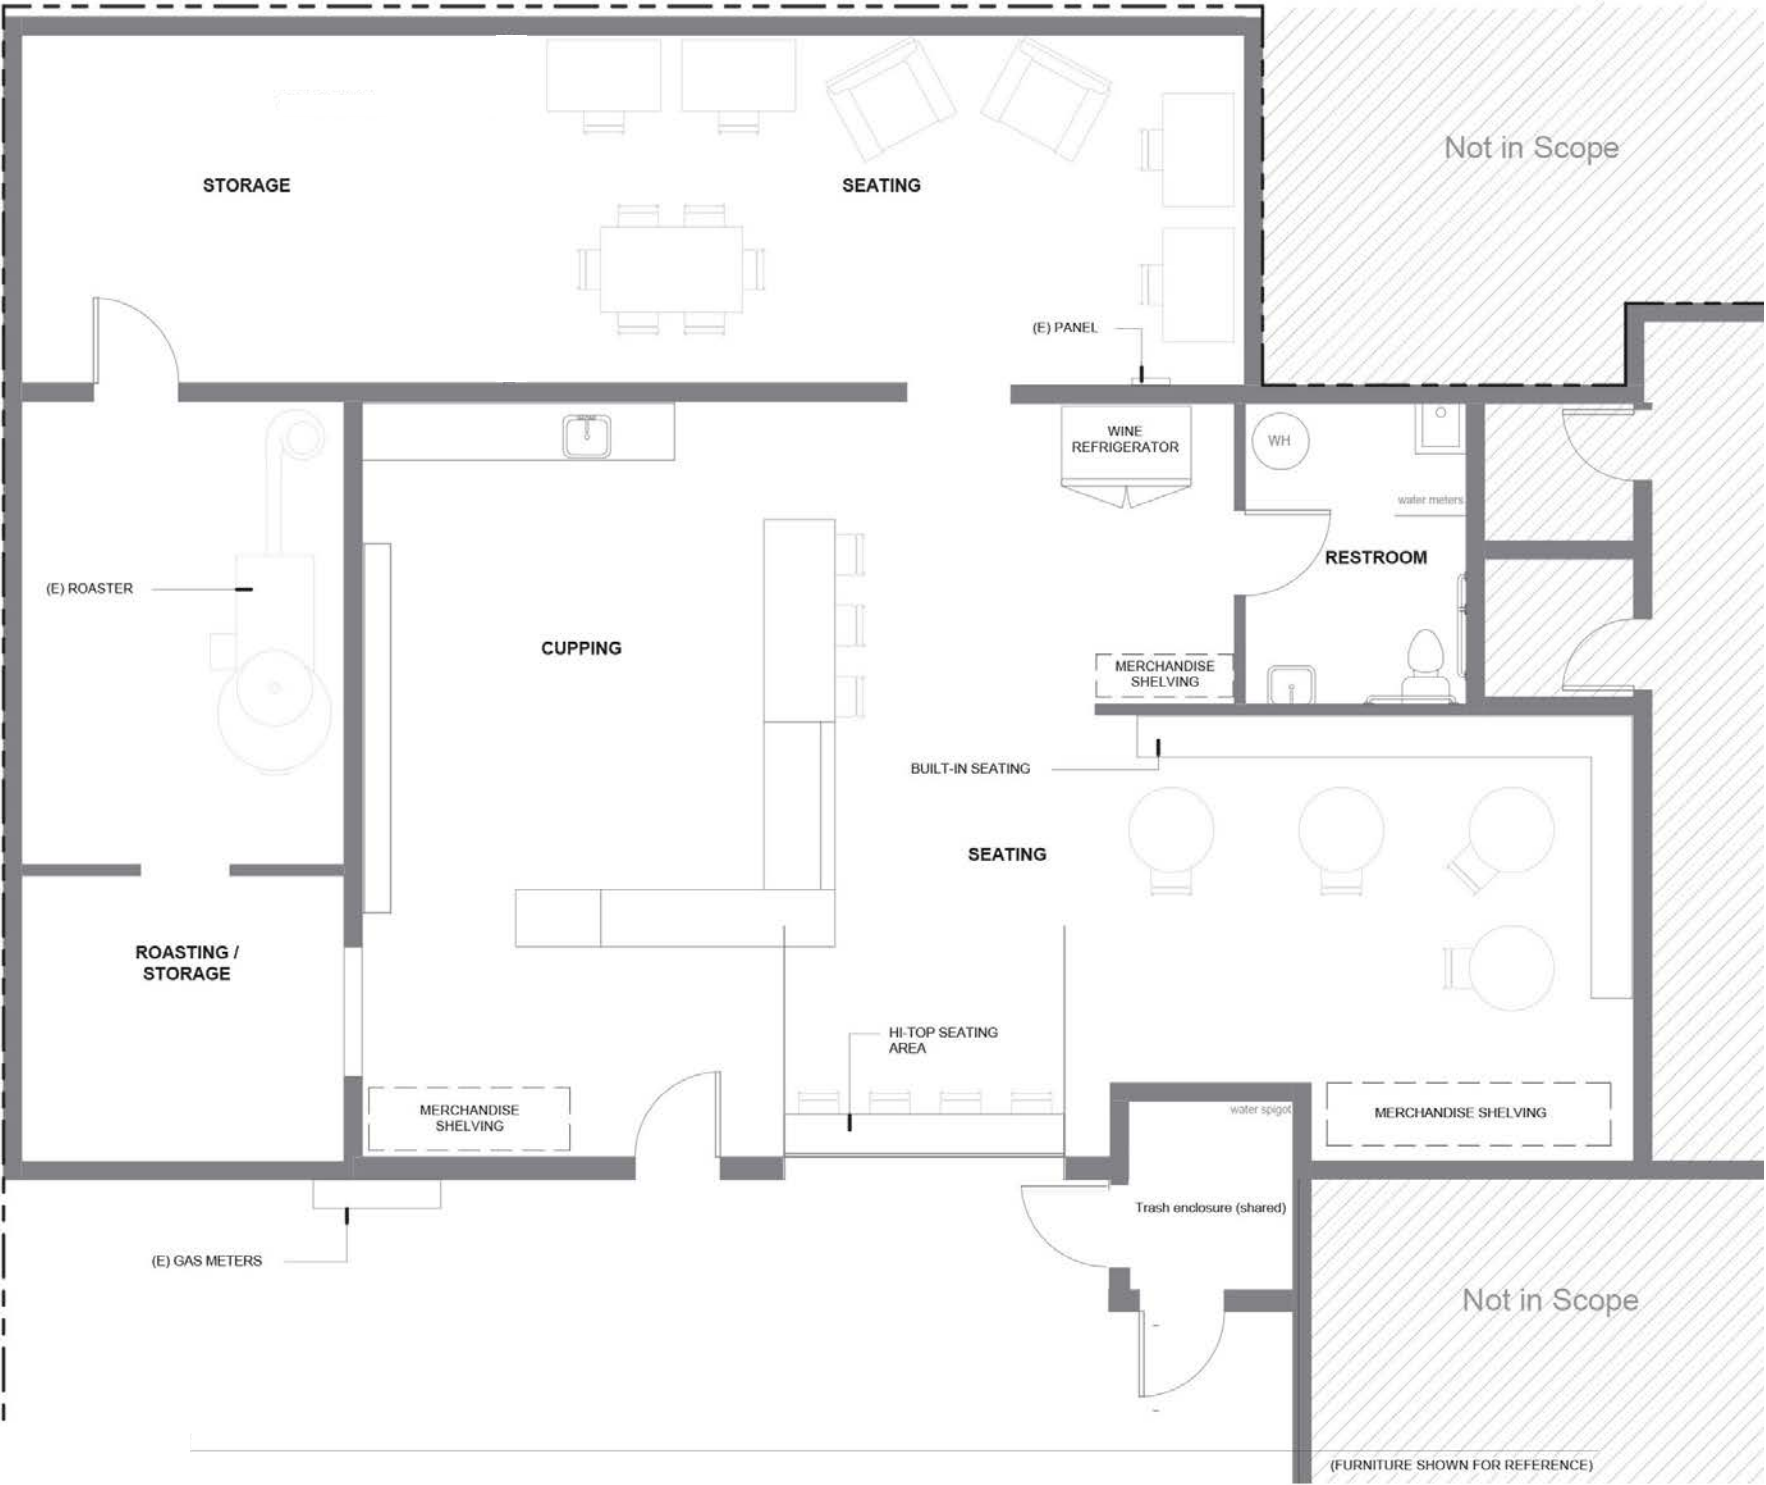 Not in Scope
STORAGE
SEATING
(E) PANEL
WINE
REFRIGERATOR
WH
water meters
RESTROOM
(E) ROASTER
CUPPING
MERCHANDISE
SHELVING
BUILT-IN SEATING
SEATING
ROASTING /
STORAGE
HI-TOP SEATING
AREA
MERCHANDISE
SHELVING
water spigot
MERCHANDISE SHELVING
Trash enclosure (shared)
(E) GAS METERS
Not in Scope
(FURNITURE SHOWN FOR REFERENCE)